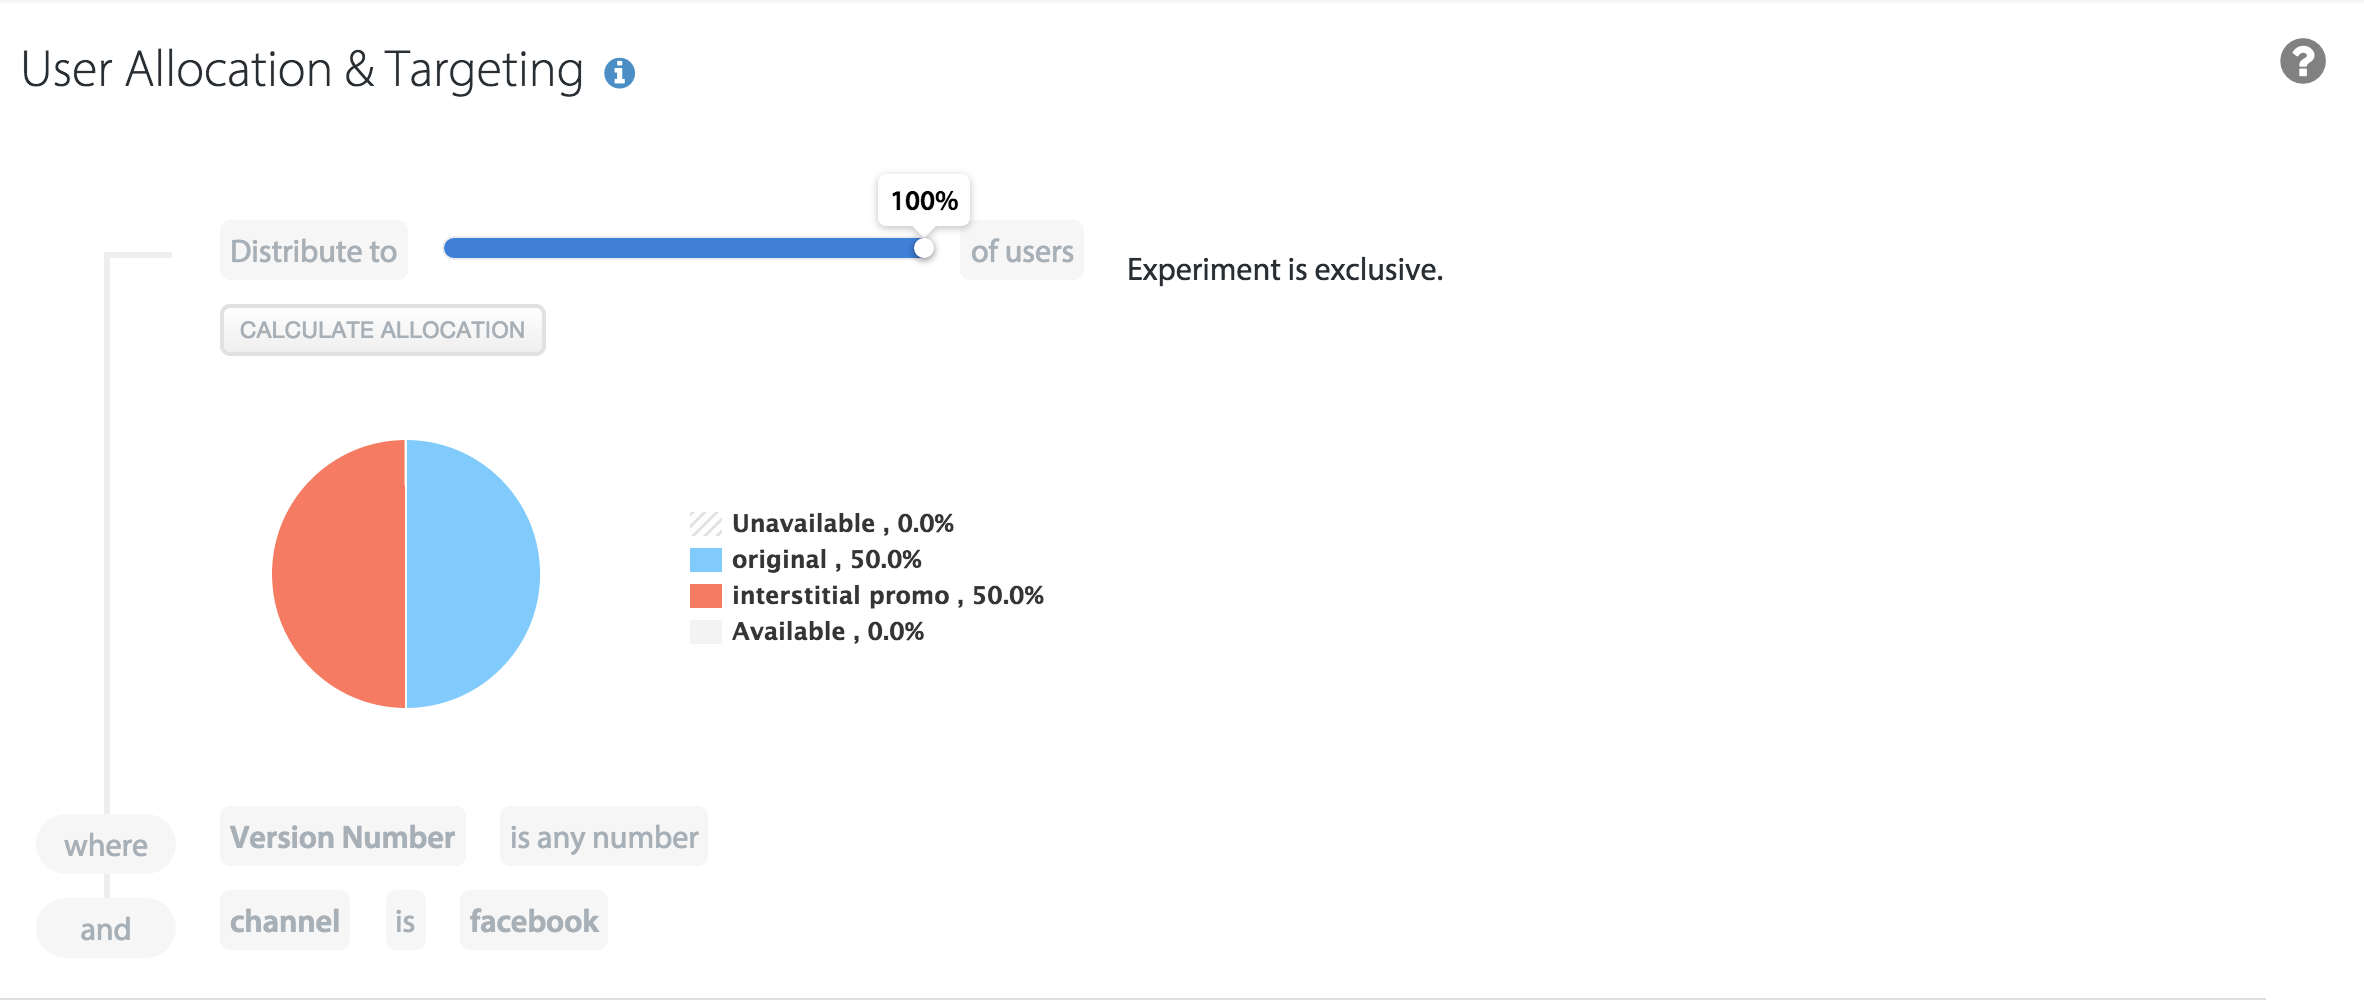 User Allocation & Targeting
100%
Distribute to
of users
Experiment is exclusive.
CALCULATE ALLOCATION
Unavailable , 0.0%
original , 50.0%
interstitial promo , 50.0%
Available , 0.0%
where Version Number is any number
and channel is facebook